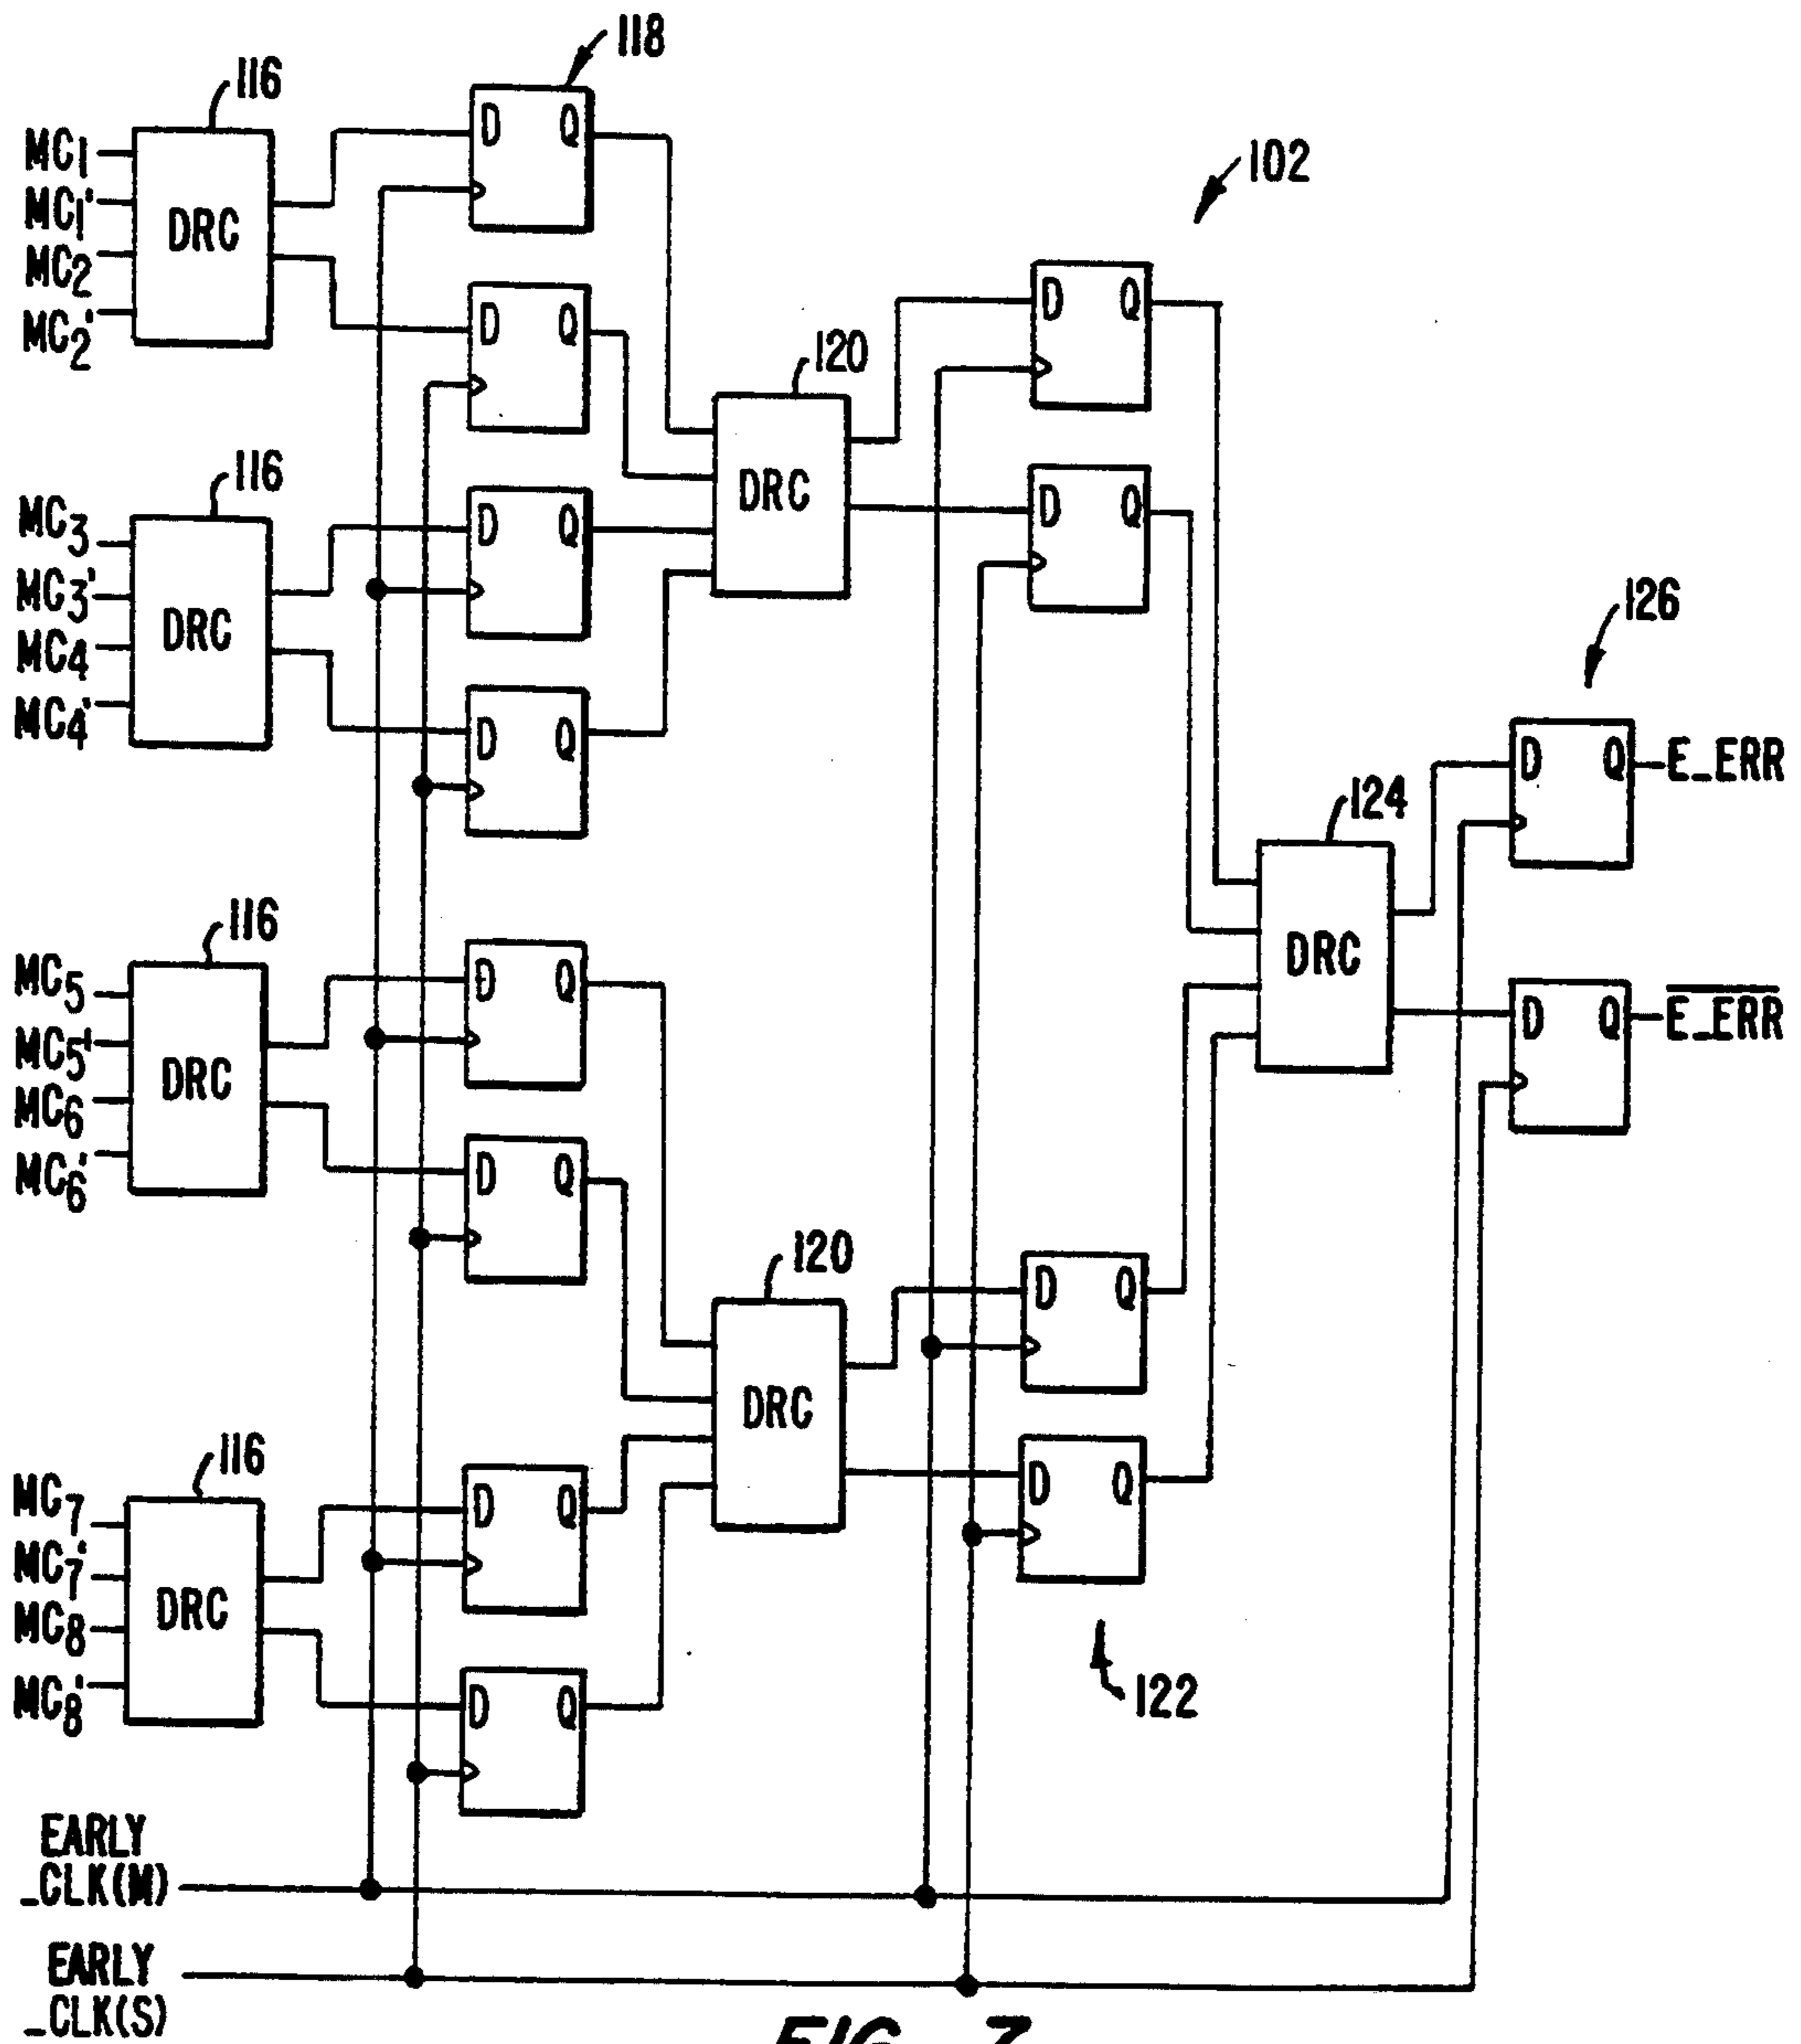 118
116
MC1
MC1'
MC2
MC2'
DRC
D Q
102
D Q
D Q
120
116
DRC
MC3
MC3'
MC4
MC4'
DRC
D Q
D Q
126
D Q
D Q
E_ERR
124
116
MC5
MC5'
MC6
MC6'
DRC
D Q
DRC
D Q
E_ERR
D Q
120
D Q
DRC
116
MC7
MC7'
MC8
MC8'
DRC
D Q
D Q
D Q
122
EARLY
_CLK(M)
EARLY
_CLK(S)
FIG. 7